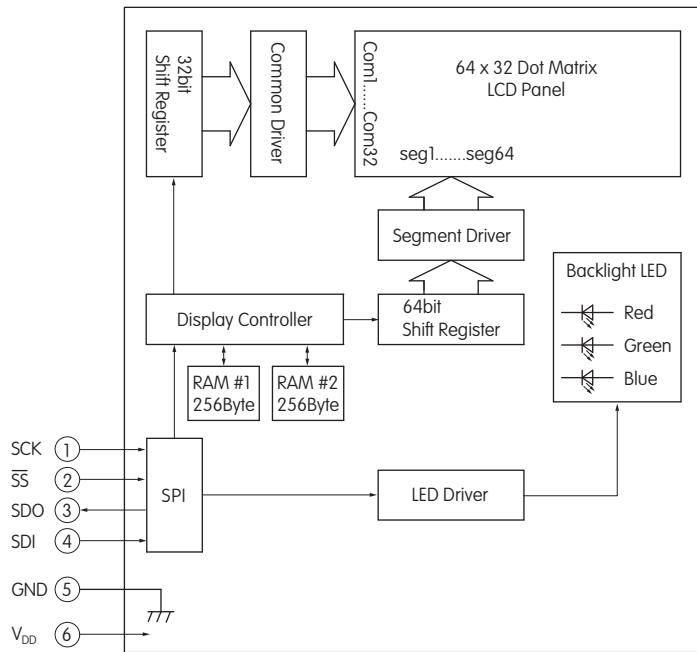 32bit
Shift Register
Common Driver
Com1......Com32
64 x 32 Dot Matrix
LCD Panel
seg1.......seg64
Segment Driver
Backlight LED
Red
Green
Blue
Display Controller
64bit
Shift Register
RAM #1
256Byte
RAM #2
256Byte
SCK 1
SS 2
SDO 3
SDI 4
SPI
LED Driver
GND 5
VDD 6